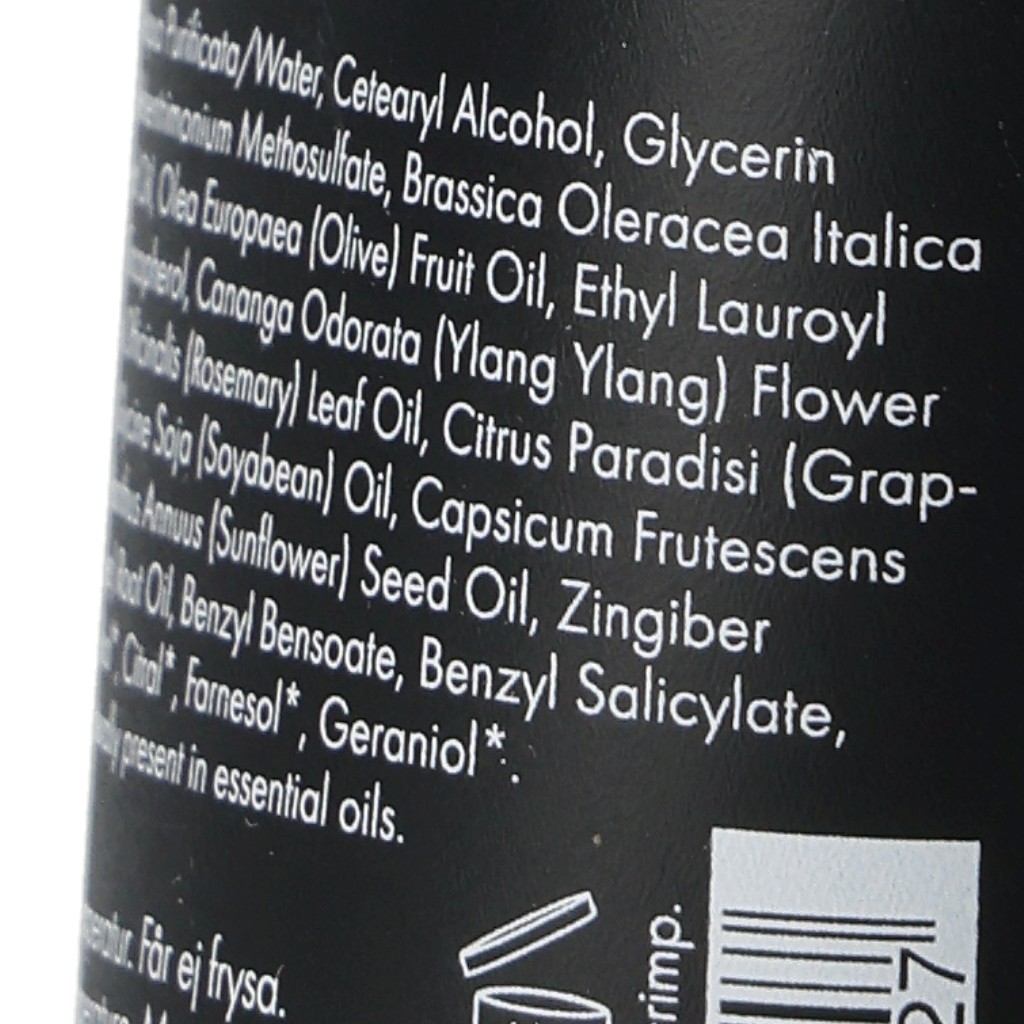 Purificata/Water, Cetearyl Alcohol, Glycerin
Methosulfate, Brassica Oleracea Italica
Olea Europaea (Olive) Fruit Oil, Ethyl Lauroyl
Cananga Odorata (Ylang Ylang) Flower
(Rosemary) Leaf Oil, Citrus Paradisi (Grap-
Soja (Soyabean) Oil, Capsicum Frutescens
Annuus (Sunflower) Seed Oil, Zingiber
Root Oil, Benzyl Bensoate, Benzyl Salicylate,
Citral*, Farnesol*, Geraniol*.
present in essential oils.
Får ej frysa.
27